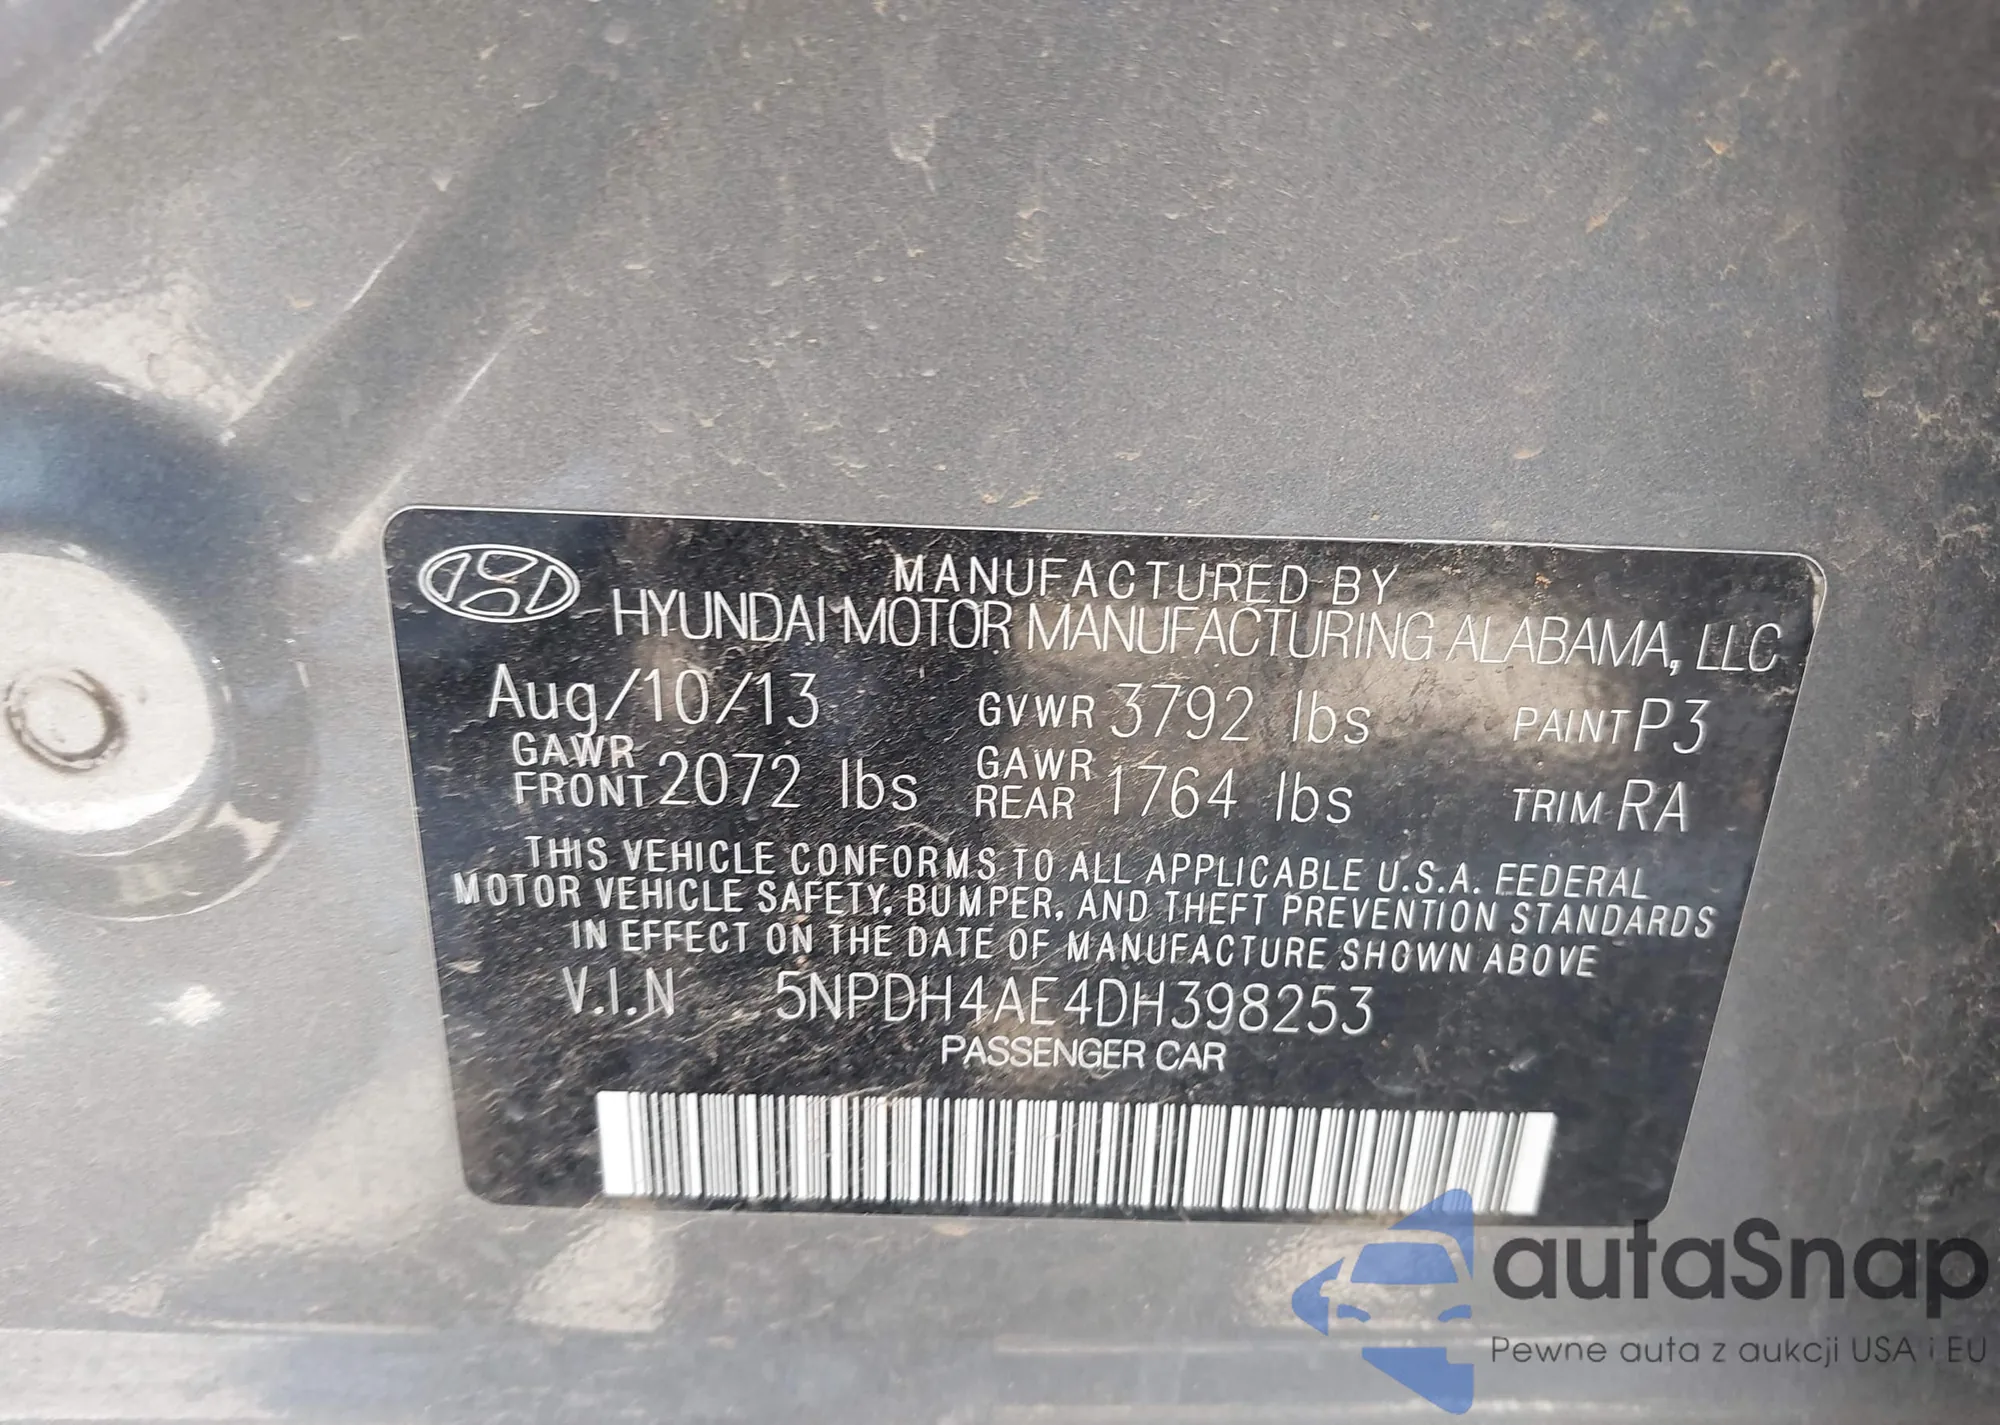 MANUFACTURED BY
HYUNDAI MOTOR MANUFACTURING ALABAMA, LLC
Aug/10/13 GVWR 3792 lbs PAINT P3
GAWR FRONT 2072 lbs GAWR REAR 1764 lbs TRIM RA
THIS VEHICLE CONFORMS TO ALL APPLICABLE U.S.A. FEDERAL
MOTOR VEHICLE SAFETY, BUMPER, AND THEFT PREVENTION STANDARDS
IN EFFECT ON THE DATE OF MANUFACTURE SHOWN ABOVE
V.I.N 5NPDH4AE4DH398253
PASSENGER CAR
autaSnap
Pewne auta z aukcji USA i EU